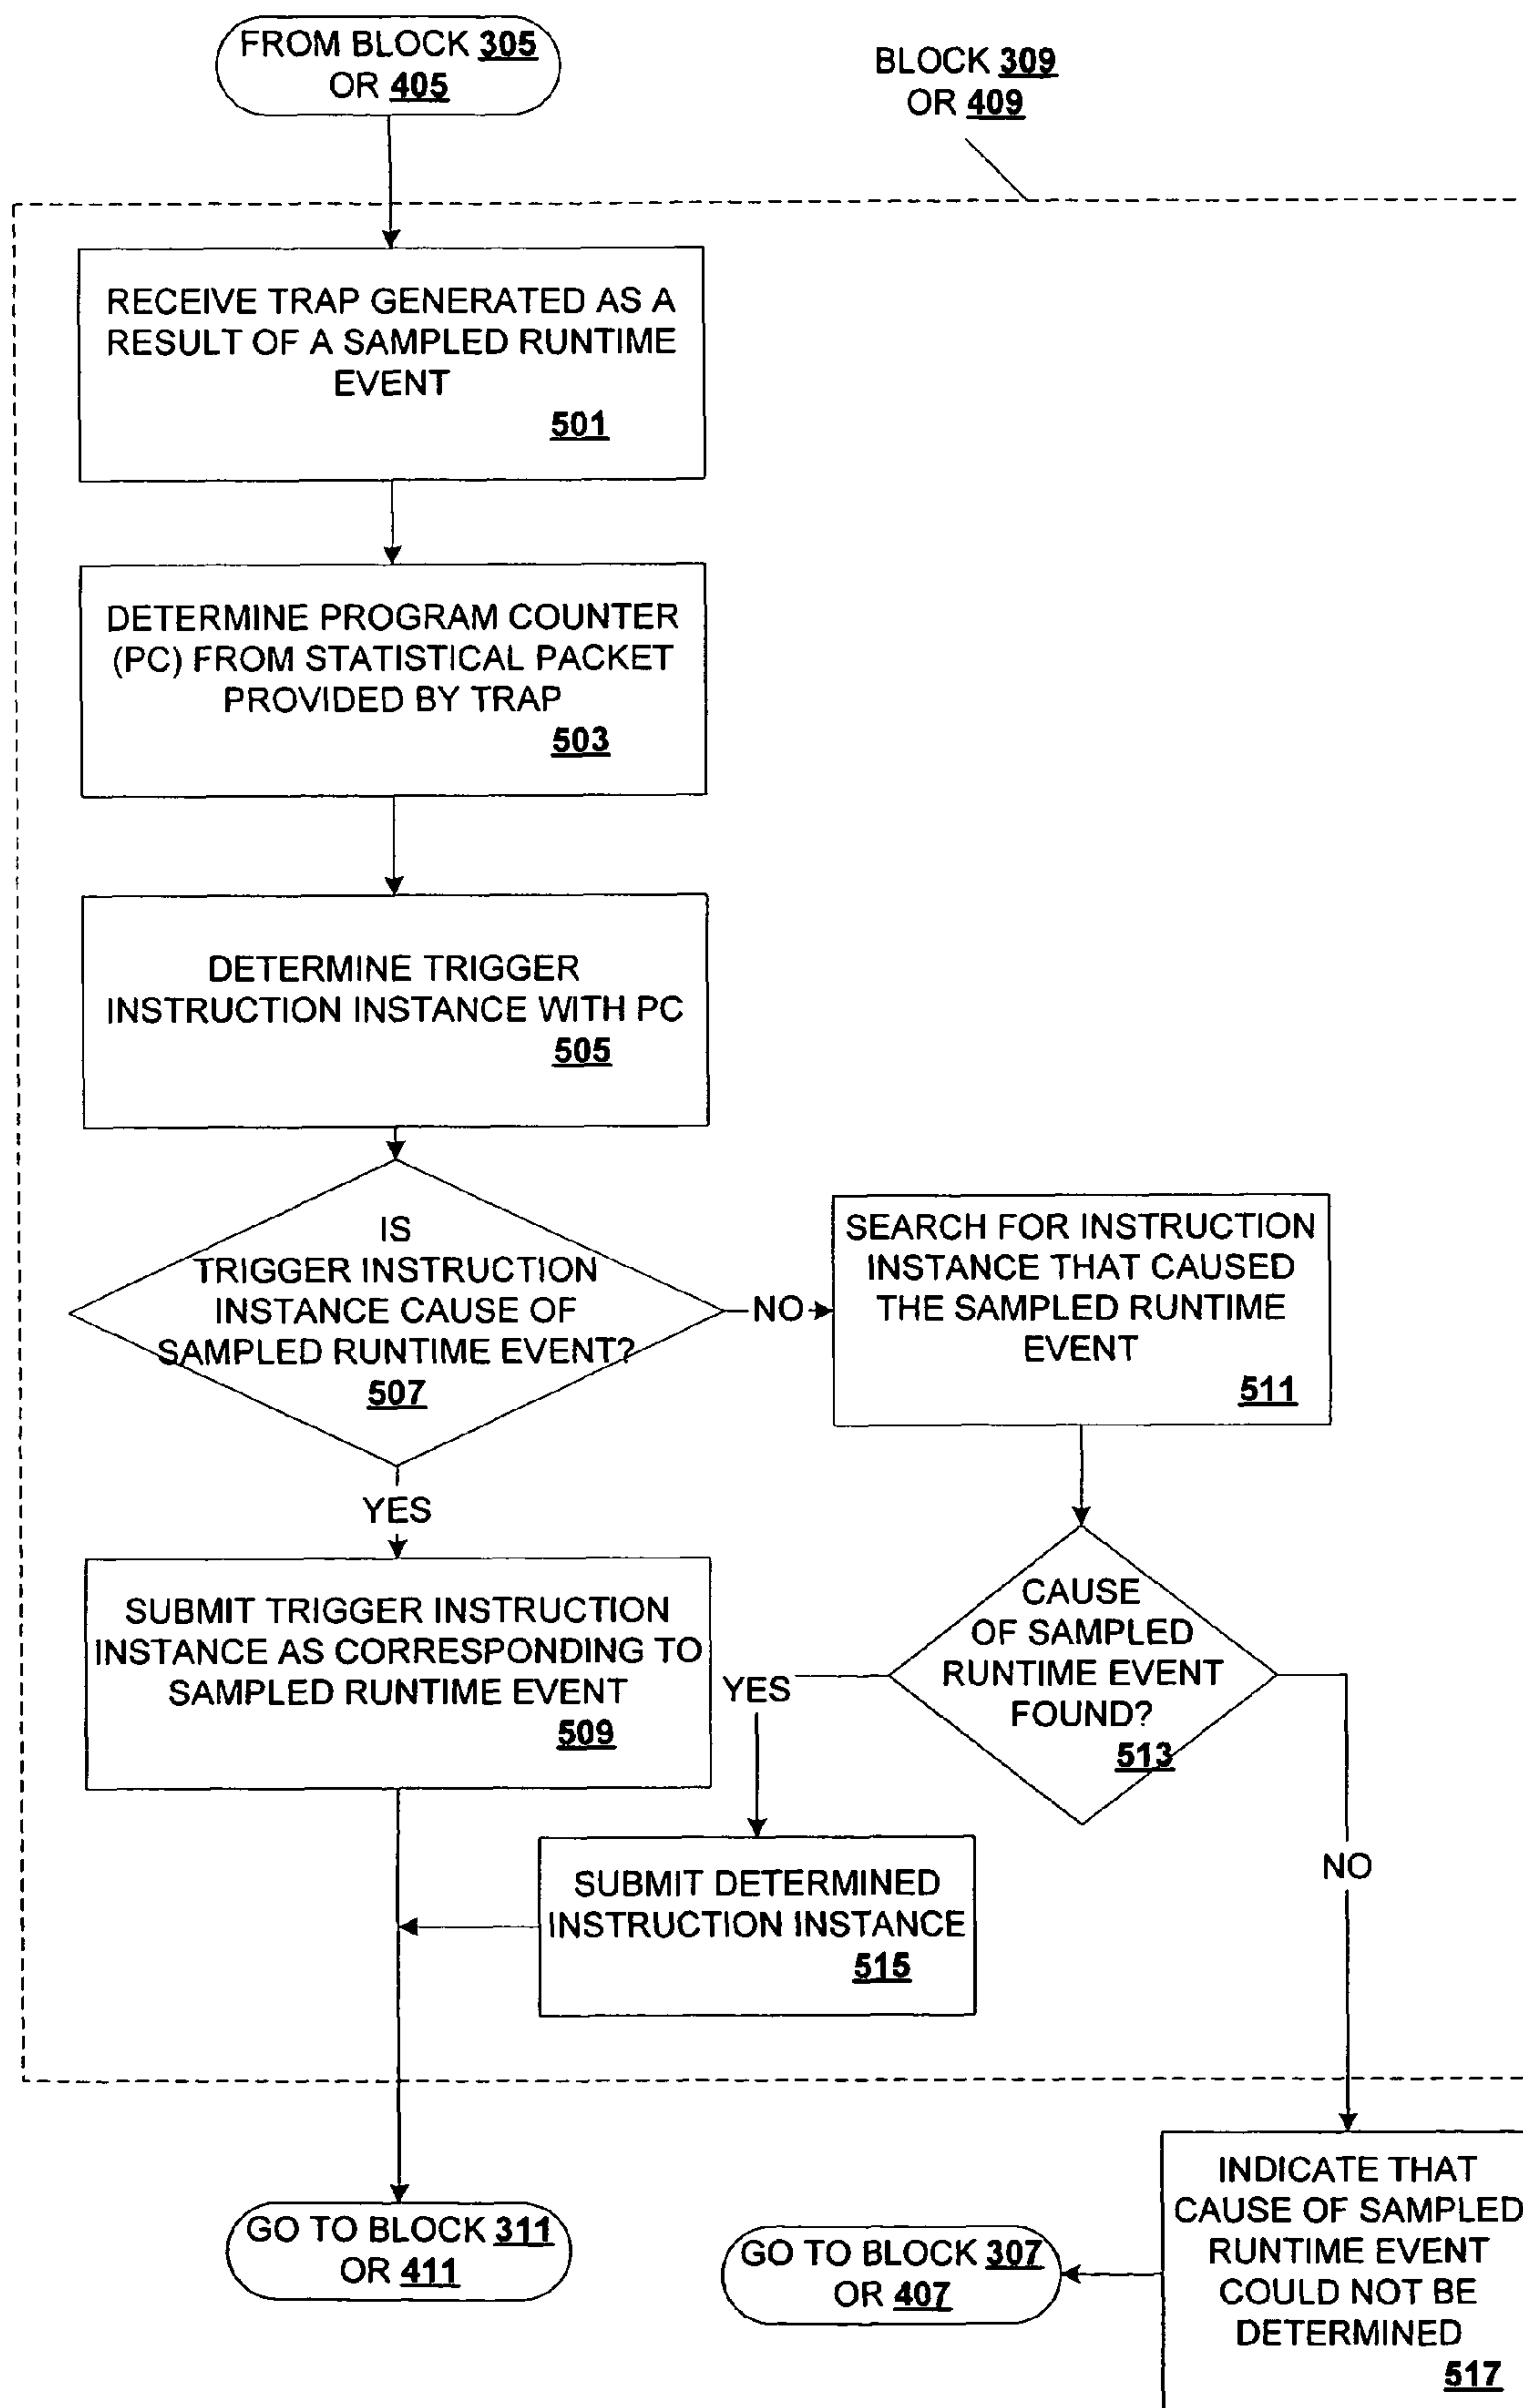 FROM BLOCK 305
OR 405
BLOCK 309
OR 409
RECEIVE TRAP GENERATED AS A
RESULT OF A SAMPLED RUNTIME
EVENT
501
DETERMINE PROGRAM COUNTER
(PC) FROM STATISTICAL PACKET
PROVIDED BY TRAP
503
DETERMINE TRIGGER
INSTRUCTION INSTANCE WITH PC
505
IS
TRIGGER INSTRUCTION
INSTANCE CAUSE OF
SAMPLED RUNTIME EVENT?
507
NO
SEARCH FOR INSTRUCTION
INSTANCE THAT CAUSED
THE SAMPLED RUNTIME
EVENT
511
YES
SUBMIT TRIGGER INSTRUCTION
INSTANCE AS CORRESPONDING TO
SAMPLED RUNTIME EVENT
509
CAUSE
OF SAMPLED
RUNTIME EVENT
FOUND?
513
YES
NO
SUBMIT DETERMINED
INSTRUCTION INSTANCE
515
GO TO BLOCK 311
OR 411
GO TO BLOCK 307
OR 407
INDICATE THAT
CAUSE OF SAMPLED
RUNTIME EVENT
COULD NOT BE
DETERMINED
517